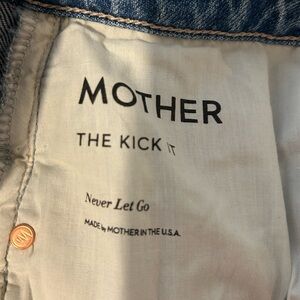 MOTHER
THE KICK IT
Never Let Go
MADE by MOTHER IN THE U.S.A.